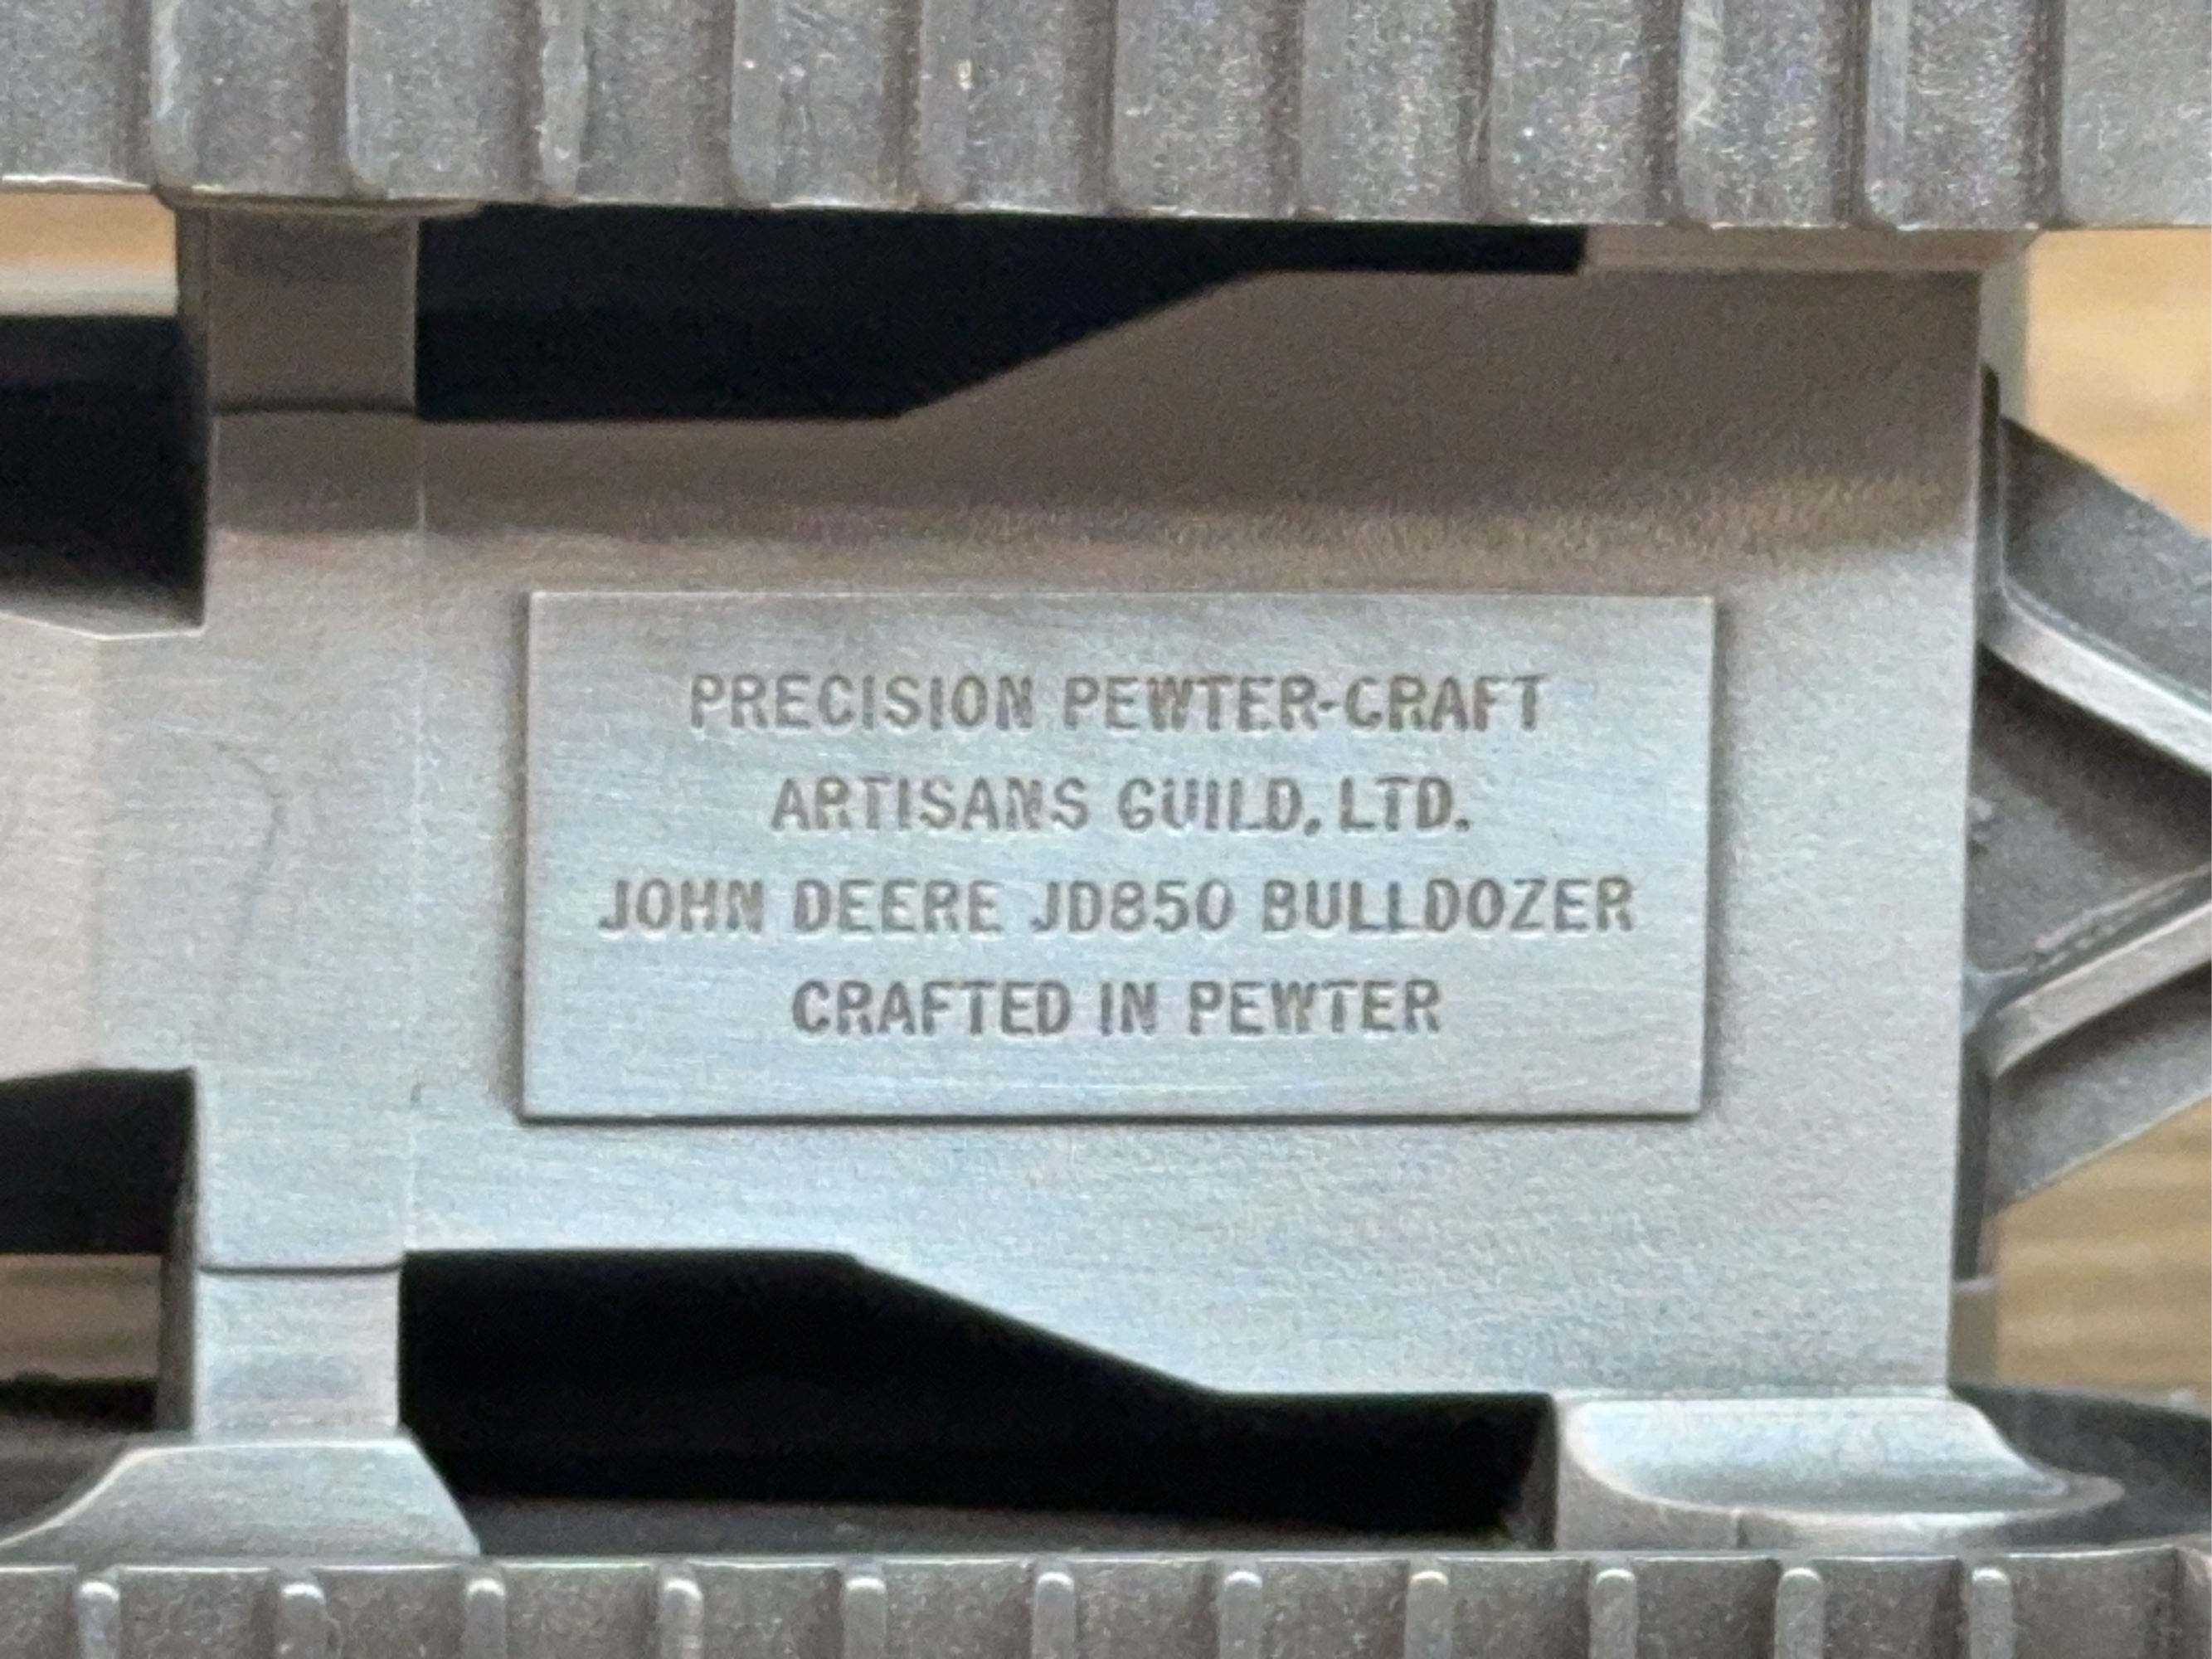 PRECISION PEWTER-CRAFT
ARTISANS GUILD, LTD.
JOHN DEERE JD850 BULLDOZER
CRAFTED IN PEWTER